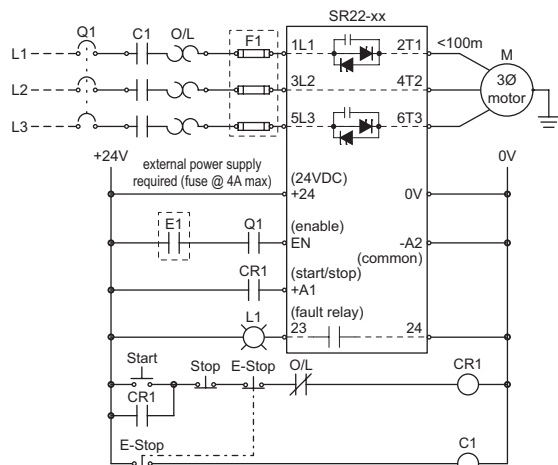 SR22-xx
Q1 C1 O/L F1
L1 1L1 2T1 <100m M
L2 3L2 4T2 3Ø
motor
L3 5L3 6T3
+24V 0V
external power supply
required (fuse @ 4A max)
(24VDC)
+24 0V
E1 Q1 (enable)
EN -A2
(common)
CR1 (start/stop)
+A1
L1 (fault relay)
23 24
Start Stop E-Stop O/L CR1
CR1
E-Stop C1